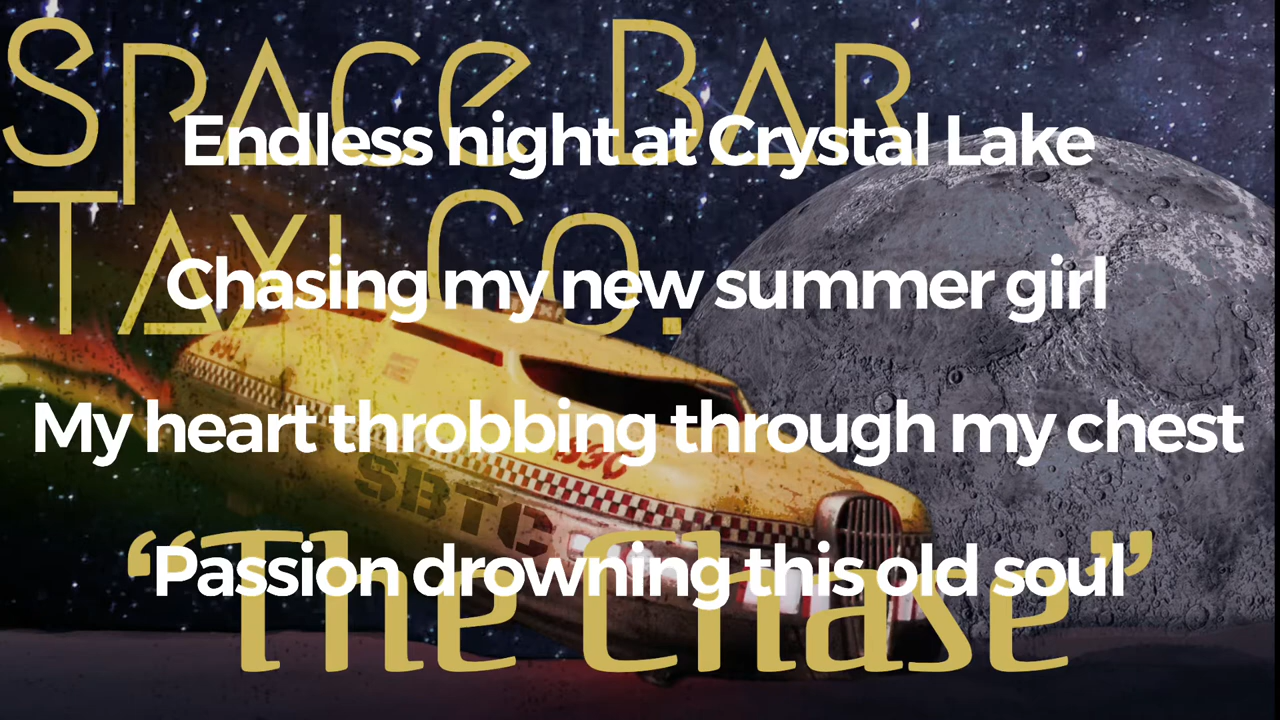 Space Bar
Endless night at Crystal Lake
Taxi Co.
Chasing my new summer girl
My heart throbbing through my chest
330
SBTC
"The Chase"
Passion drowning this old soul